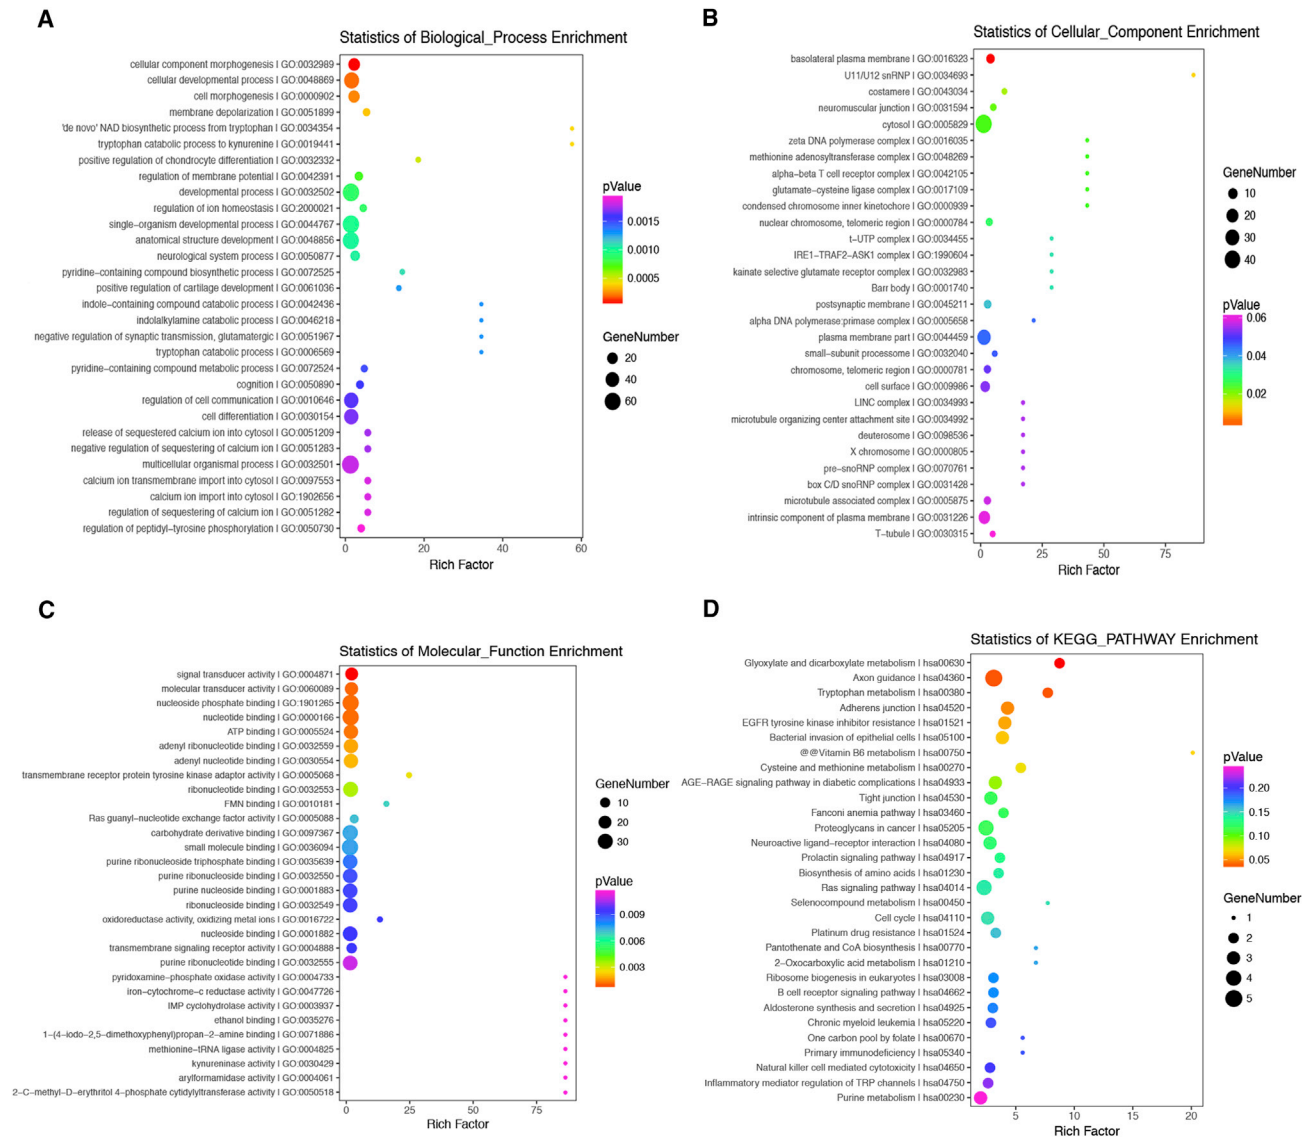 A
Statistics of Biological_Process Enrichment
cellular component morphogenesis | GO:0032989
cellular developmental process | GO:0048869
cell morphogenesis | GO:0000902
membrane depolarization | GO:0051899
'de novo' NAD biosynthetic process from tryptophan | GO:0034354
tryptophan catabolic process to kynurenine | GO:0019441
positive regulation of chondrocyte differentiation | GO:0032332
regulation of membrane potential | GO:0042391
developmental process | GO:0032502
regulation of ion homeostasis | GO:2000021
single-organism developmental process | GO:0044767
anatomical structure development | GO:0048856
neurological system process | GO:0050877
pyridine-containing compound biosynthetic process | GO:0072525
positive regulation of cartilage development | GO:0061036
indole-containing compound catabolic process | GO:0042436
indolalkylamine catabolic process | GO:0046218
negative regulation of synaptic transmission, glutamatergic | GO:0051967
tryptophan catabolic process | GO:0006569
pyridine-containing compound metabolic process | GO:0072524
cognition | GO:0050890
regulation of cell communication | GO:0010646
cell differentiation | GO:0030154
release of sequestered calcium ion into cytosol | GO:0051209
negative regulation of sequestering of calcium ion | GO:0051283
multicellular organismal process | GO:0032501
calcium ion transmembrane import into cytosol | GO:0097553
calcium ion import into cytosol | GO:1902656
regulation of sequestering of calcium ion | GO:0051282
regulation of peptidyl-tyrosine phosphorylation | GO:0050730
0 20 40 60
Rich Factor
pValue
0.0015
0.0010
0.0005
GeneNumber
20
40
60
B
Statistics of Cellular_Component Enrichment
basolateral plasma membrane | GO:0016323
U11/U12 snRNP | GO:0034693
costamere | GO:0043034
neuromuscular junction | GO:0031594
cytosol | GO:0005829
zeta DNA polymerase complex | GO:0016035
methionine adenosyltransferase complex | GO:0048269
alpha-beta T cell receptor complex | GO:0042105
glutamate-cysteine ligase complex | GO:0017109
condensed chromosome inner kinetochore | GO:0000939
nuclear chromosome, telomeric region | GO:0000784
t-UTP complex | GO:0034455
IRE1-TRAF2-ASK1 complex | GO:1990604
kainate selective glutamate receptor complex | GO:0032983
Barr body | GO:0001740
postsynaptic membrane | GO:0045211
alpha DNA polymerase:primase complex | GO:0005658
plasma membrane part | GO:0044459
small-subunit processome | GO:0032040
chromosome, telomeric region | GO:0000781
cell surface | GO:0009986
LINC complex | GO:0034993
microtubule organizing center attachment site | GO:0034992
deuterosome | GO:0098536
X chromosome | GO:0000805
pre-snoRNP complex | GO:0070761
box C/D snoRNP complex | GO:0031428
microtubule associated complex | GO:0005875
intrinsic component of plasma membrane | GO:0031226
T-tubule | GO:0030315
0 25 50 75
Rich Factor
GeneNumber
10
20
30
40
pValue
0.06
0.04
0.02
C
Statistics of Molecular_Function Enrichment
signal transducer activity | GO:0004871
molecular transducer activity | GO:0060089
nucleoside phosphate binding | GO:1901265
nucleotide binding | GO:0000166
ATP binding | GO:0005524
adenyl ribonucleotide binding | GO:0032559
adenyl nucleotide binding | GO:0030554
transmembrane receptor protein tyrosine kinase adaptor activity | GO:0005068
ribonucleotide binding | GO:0032553
FMN binding | GO:0010181
Ras guanyl-nucleotide exchange factor activity | GO:0005088
carbohydrate derivative binding | GO:0097367
small molecule binding | GO:0036094
purine ribonucleoside triphosphate binding | GO:0035639
purine ribonucleoside binding | GO:0032550
purine nucleoside binding | GO:0001883
ribonucleoside binding | GO:0032549
oxidoreductase activity, oxidizing metal ions | GO:0016722
nucleoside binding | GO:0001882
transmembrane signaling receptor activity | GO:0004888
purine ribonucleotide binding | GO:0032555
pyridoxamine-phosphate oxidase activity | GO:0004733
iron-cytochrome-c reductase activity | GO:0047726
IMP cyclohydrolase activity | GO:0003937
ethanol binding | GO:0035276
1-(4-iodo-2,5-dimethoxyphenyl)propan-2-amine binding | GO:0071886
methionine-tRNA ligase activity | GO:0004825
kynureninase activity | GO:0030429
arylformamidase activity | GO:0004061
2-C-methyl-D-erythritol 4-phosphate cytidylyltransferase activity | GO:0050518
0 25 50 75
Rich Factor
GeneNumber
10
20
30
pValue
0.009
0.006
0.003
D
Statistics of KEGG_PATHWAY Enrichment
Glyoxylate and dicarboxylate metabolism | hsa00630
Axon guidance | hsa04360
Tryptophan metabolism | hsa00380
Adherens junction | hsa04520
EGFR tyrosine kinase inhibitor resistance | hsa01521
Bacterial invasion of epithelial cells | hsa05100
@@Vitamin B6 metabolism | hsa00750
Cysteine and methionine metabolism | hsa00270
AGE-RAGE signaling pathway in diabetic complications | hsa04933
Tight junction | hsa04530
Fanconi anemia pathway | hsa03460
Proteoglycans in cancer | hsa05205
Neuroactive ligand-receptor interaction | hsa04080
Prolactin signaling pathway | hsa04917
Biosynthesis of amino acids | hsa01230
Ras signaling pathway | hsa04014
Selenocompound metabolism | hsa00450
Cell cycle | hsa04110
Platinum drug resistance | hsa01524
Pantothenate and CoA biosynthesis | hsa00770
2-Oxocarboxylic acid metabolism | hsa01210
Ribosome biogenesis in eukaryotes | hsa03008
B cell receptor signaling pathway | hsa04662
Aldosterone synthesis and secretion | hsa04925
Chronic myeloid leukemia | hsa05220
One carbon pool by folate | hsa00670
Primary immunodeficiency | hsa05340
Natural killer cell mediated cytotoxicity | hsa04650
Inflammatory mediator regulation of TRP channels | hsa04750
Purine metabolism | hsa00230
5 10 15 20
Rich Factor
pValue
0.20
0.15
0.10
0.05
GeneNumber
1
2
3
4
5